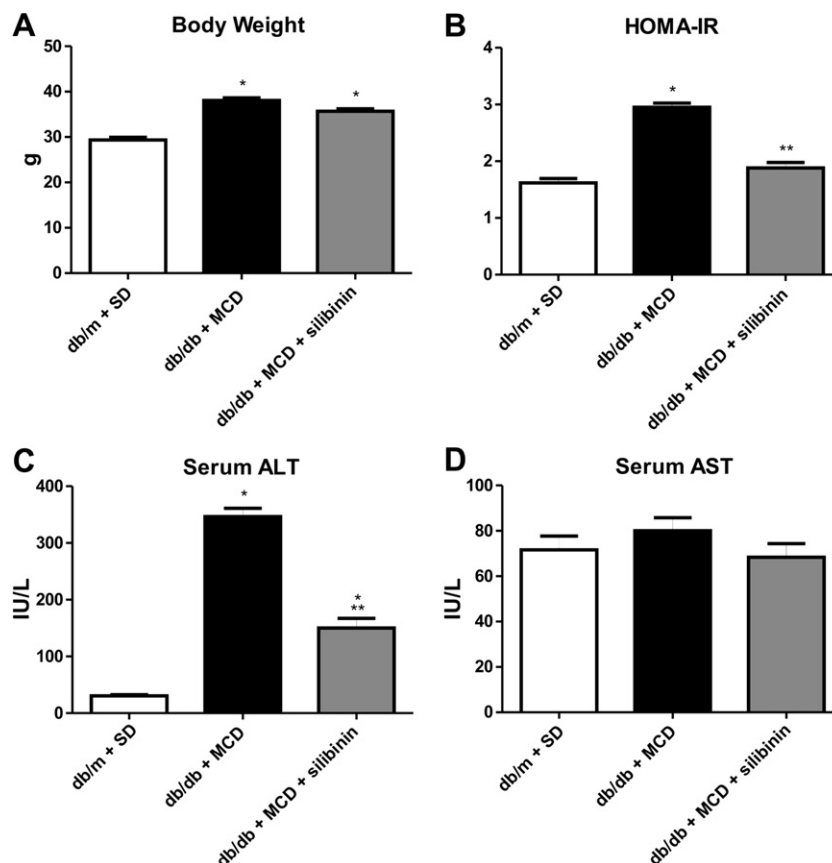 A
Body Weight
50
40
30
20
10
0
g
*
*
db/m + SD
db/db + MCD
db/db + MCD + silibinin
B
HOMA-IR
4
3
2
1
0
*
**
db/m + SD
db/db + MCD
db/db + MCD + silibinin
C
Serum ALT
400
300
200
100
0
IU/L
*
*
**
db/m + SD
db/db + MCD
db/db + MCD + silibinin
D
Serum AST
100
80
60
40
20
0
IU/L
db/m + SD
db/db + MCD
db/db + MCD + silibinin